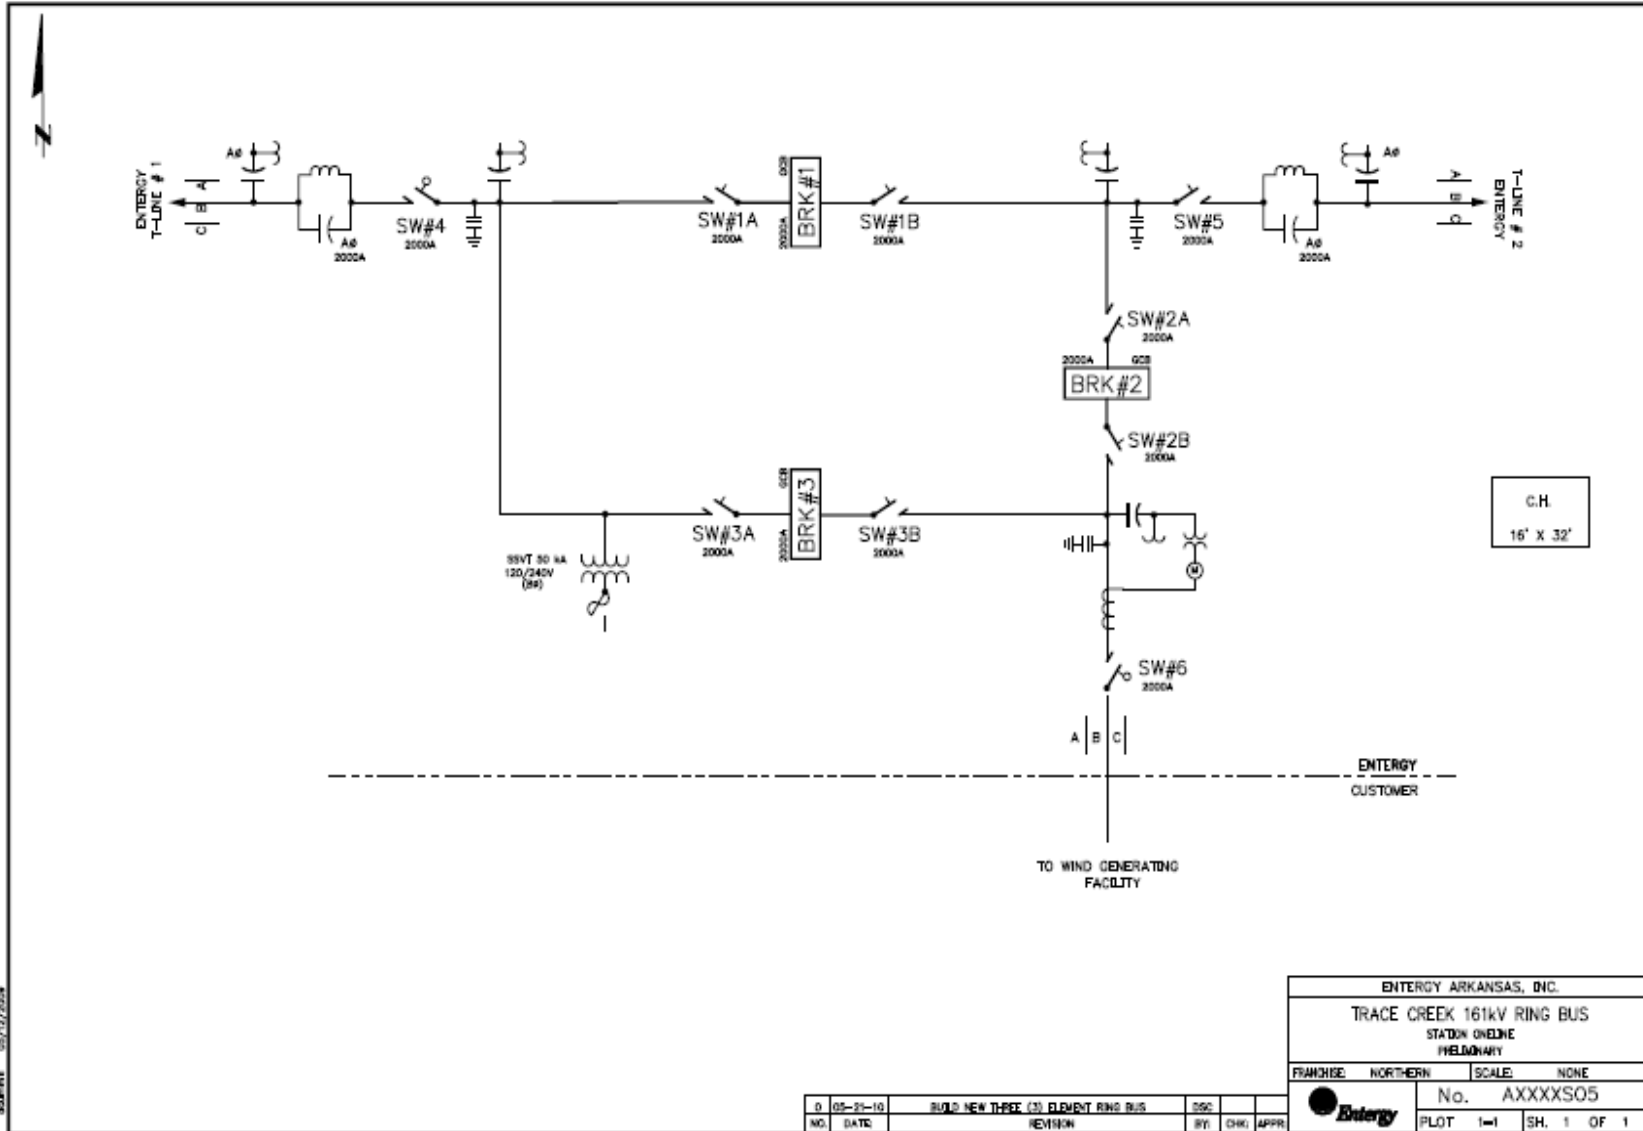 N
ENTERGY
T-LINE # 1
A
B
C
AØ
AØ
2000A
SW#4
2000A
SW#1A
2000A
GCB
BRK#1
2000A
SW#1B
2000A
SW#5
2000A
AØ
2000A
AØ
A
B
C
T-LINE # 2
ENTERGY
SW#2A
2000A
2000A GCB
BRK#2
SW#2B
2000A
SSVT 50 kA
120/240V
(BØ)
SW#3A
2000A
GCB
BRK#3
2000A
SW#3B
2000A
M
C.H.
16' X 32'
SW#6
2000A
A B C
ENTERGY
CUSTOMER
TO WIND GENERATING
FACILITY
ENTERGY ARKANSAS, INC.
TRACE CREEK 161kV RING BUS
STATION ONELINE
PRELIMINARY
FRANCHISE: NORTHERN SCALE: NONE
Entergy
No. AXXXXS05
PLOT 1=1 SH. 1 OF 1
0 05-21-10 BUILD NEW THREE (3) ELEMENT RING BUS DSC
NO. DATE: REVISION BY: CHK: APPR: